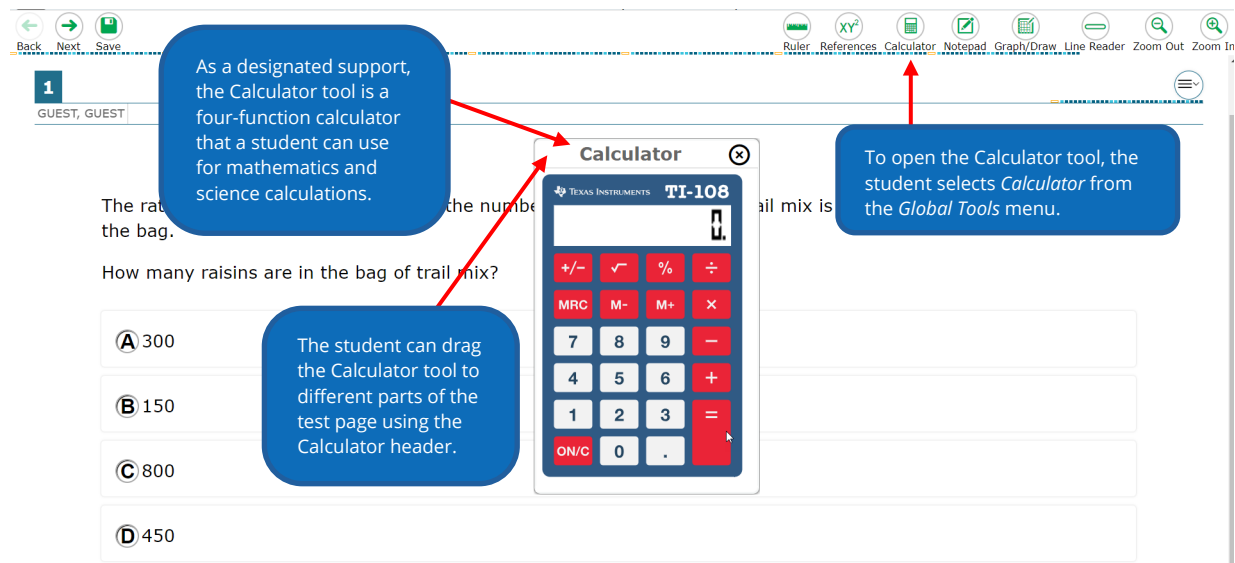 Back Next Save
Ruler References Calculator Notepad Graph/Draw Line Reader Zoom Out Zoom In
1
GUEST, GUEST
As a designated support,
the Calculator tool is a
four-function calculator
that a student can use
for mathematics and
science calculations.
To open the Calculator tool, the
student selects Calculator from
the Global Tools menu.
The student can drag
the Calculator tool to
different parts of the
test page using the
Calculator header.
Calculator
TEXAS INSTRUMENTS TI-108
0.
+/- √ % ÷
MRC M- M+ ×
7 8 9 −
4 5 6 +
1 2 3 =
ON/C 0 .
The the mix is
the bag.
How many raisins are in the bag of trail mix?
A 300
B 150
C 800
D 450